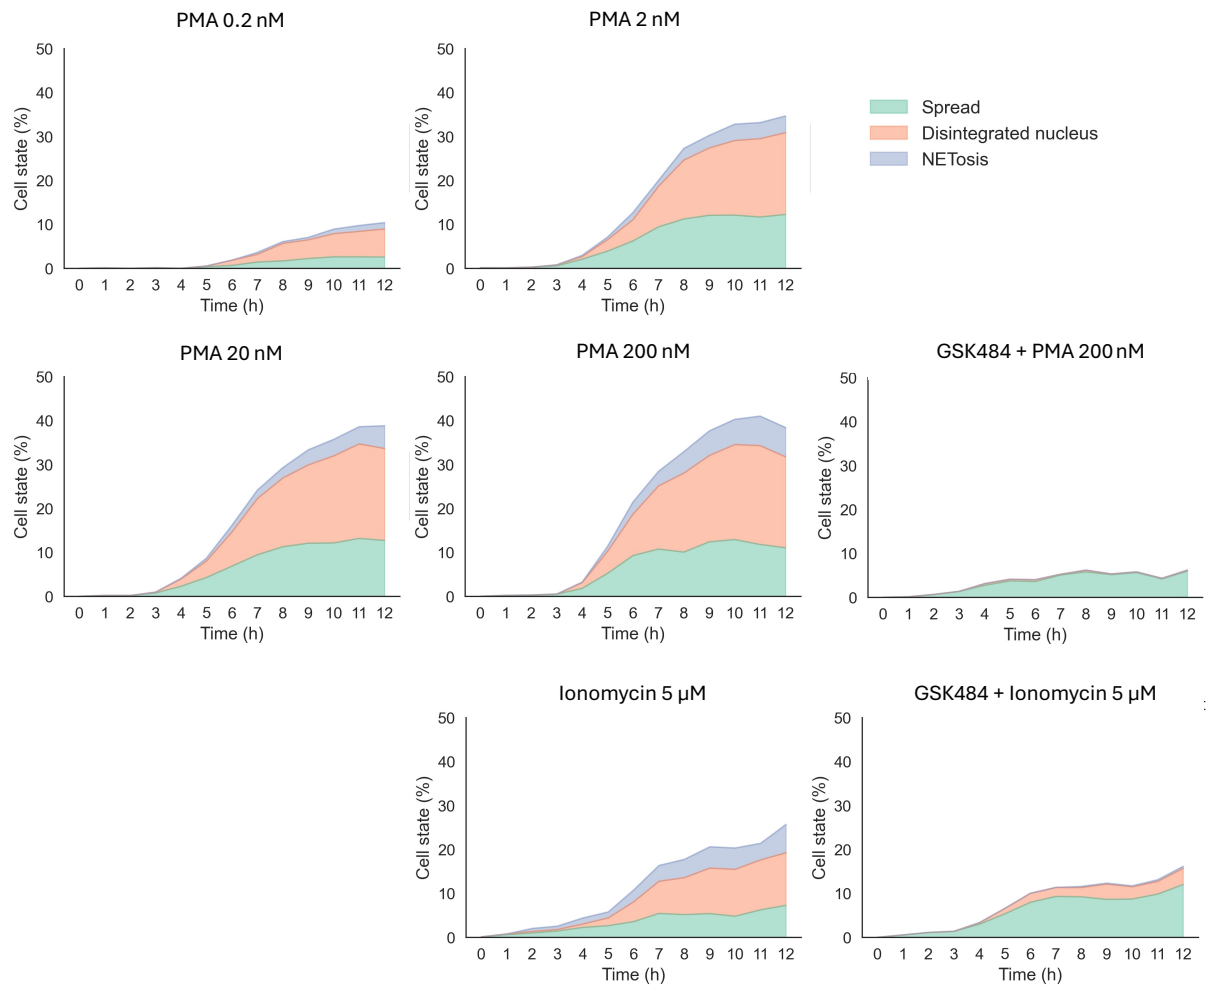 PMA 0.2 nM
PMA 2 nM
50
40
30
20
10
0
Cell state (%)
0 1 2 3 4 5 6 7 8 9 10 11 12
Time (h)
50
40
30
20
10
0
Cell state (%)
0 1 2 3 4 5 6 7 8 9 10 11 12
Time (h)
Spread
Disintegrated nucleus
NETosis
PMA 20 nM
PMA 200 nM
GSK484 + PMA 200 nM
50
40
30
20
10
0
Cell state (%)
0 1 2 3 4 5 6 7 8 9 10 11 12
Time (h)
50
40
30
20
10
0
Cell state (%)
0 1 2 3 4 5 6 7 8 9 10 11 12
Time (h)
50
40
30
20
10
0
Cell state (%)
0 1 2 3 4 5 6 7 8 9 10 11 12
Time (h)
Ionomycin 5 µM
GSK484 + Ionomycin 5 µM
50
40
30
20
10
0
Cell state (%)
0 1 2 3 4 5 6 7 8 9 10 11 12
Time (h)
50
40
30
20
10
0
Cell state (%)
0 1 2 3 4 5 6 7 8 9 10 11 12
Time (h)